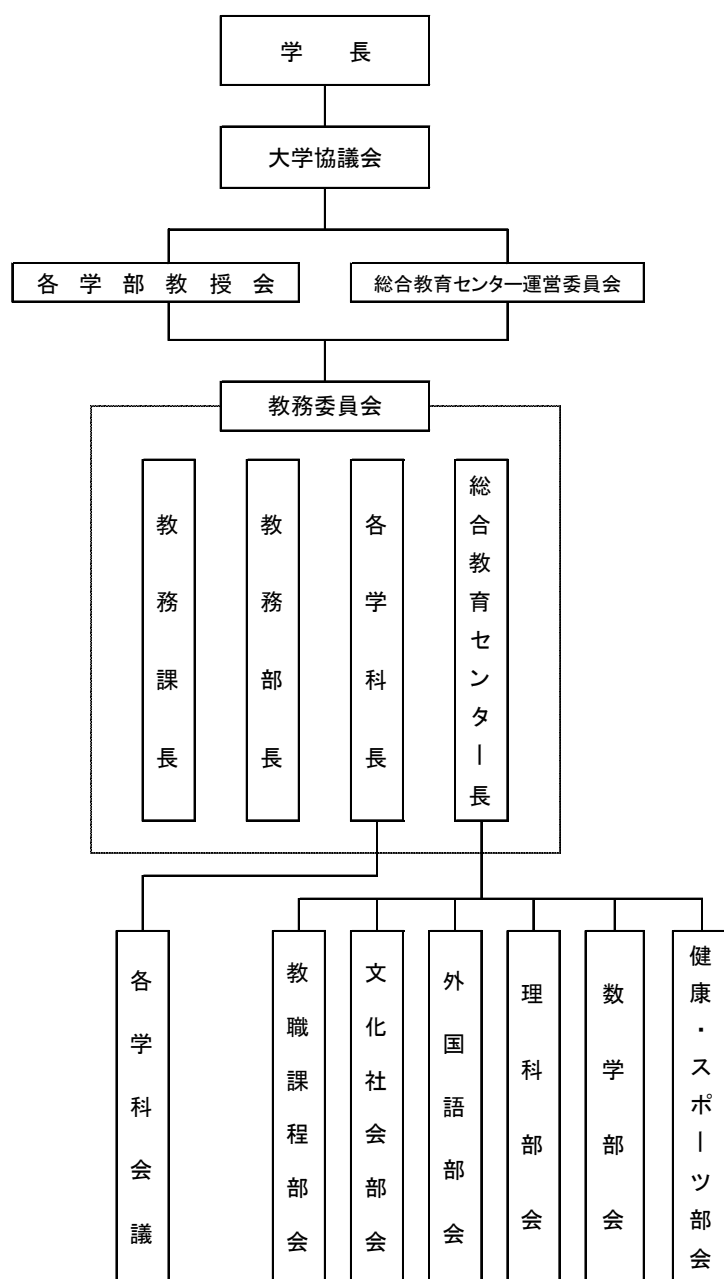 学　長
大学協議会
各学部教授会
総合教育センター運営委員会
教務委員会
教務課長
教務部長
各学科長
総合教育センター長
各学科会議
教職課程部会
文化社会部会
外国語部会
理科部会
数学部会
健康・スポーツ部会